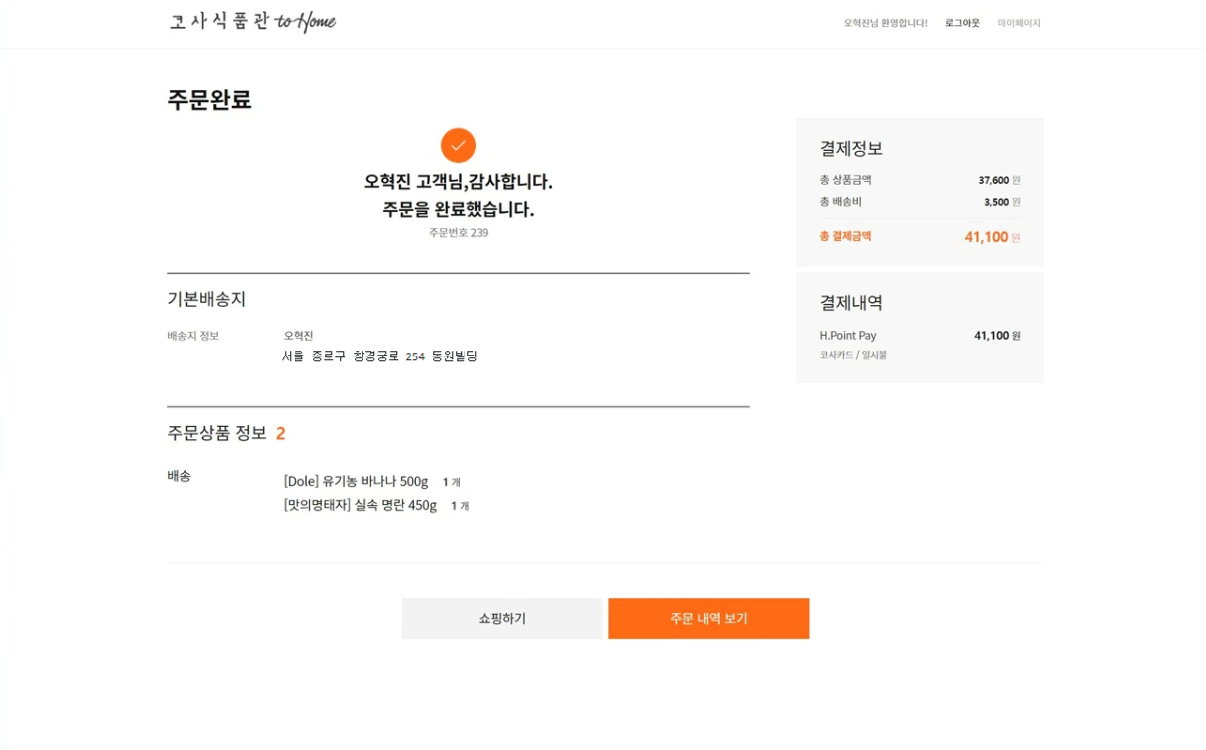 코사식품관 to Home
오혁진님 환영합니다! 로그아웃 마이페이지
주문완료
오혁진 고객님,감사합니다.
주문을 완료했습니다.
주문번호 239
기본배송지
배송지 정보 오혁진
서울 종로구 창경궁로 254 동원빌딩
주문상품 정보 2
배송
[Dole] 유기농 바나나 500g 1 개
[맛의명태자] 실속 명란 450g 1 개
결제정보
총 상품금액 37,600 원
총 배송비 3,500 원
총 결제금액 41,100 원
결제내역
H.Point Pay 41,100 원
코사카드 / 일시불
쇼핑하기 주문 내역 보기